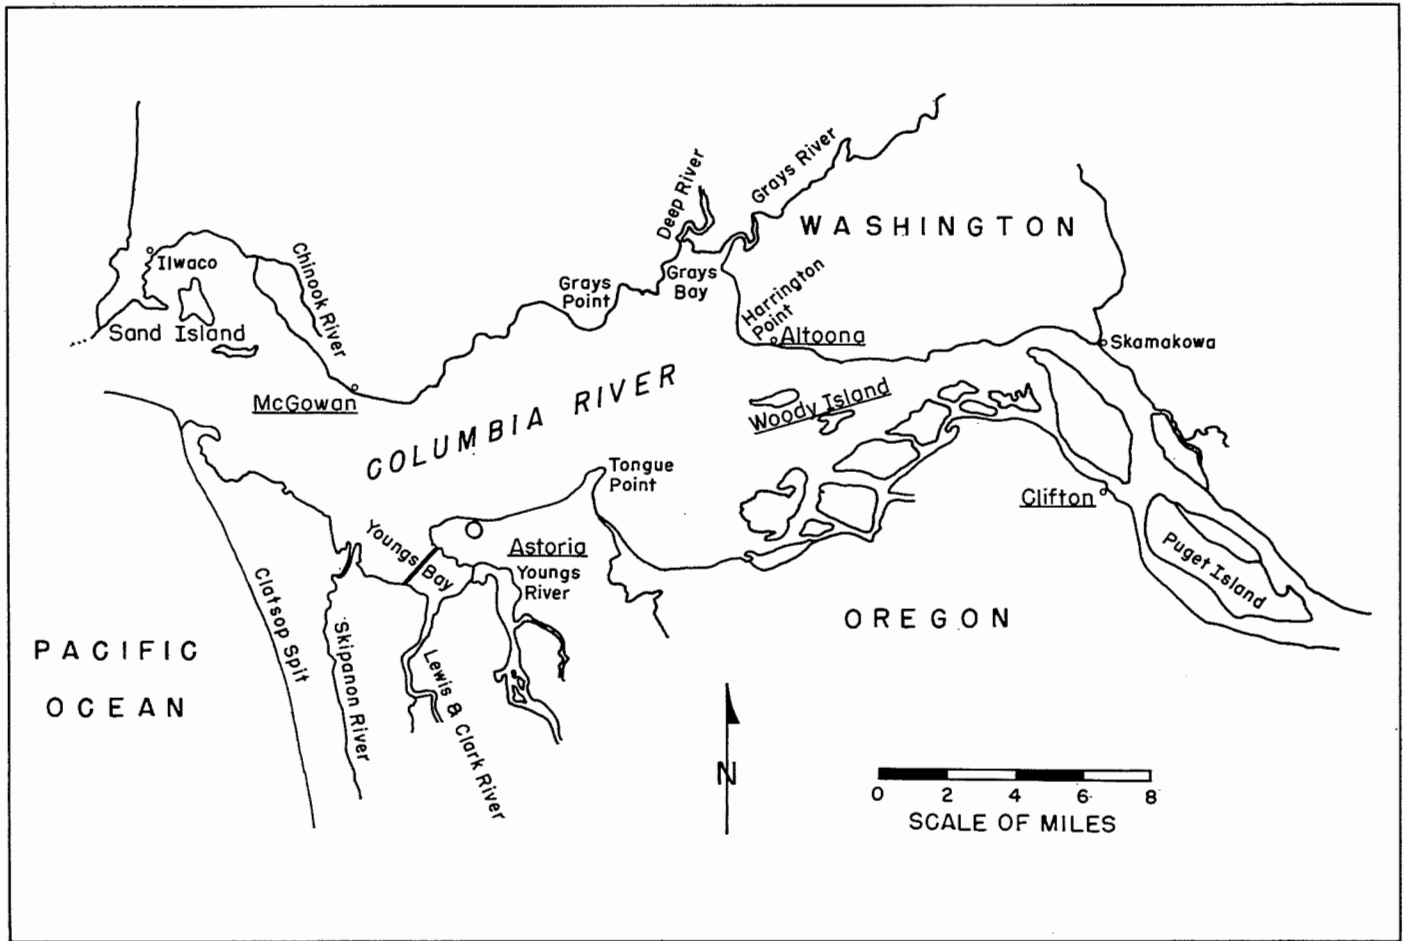 Deep River
Grays River
WASHINGTON
Ilwaco
Chinook River
Grays
Point
Grays
Bay
Harrington
Point
Sand Island
Altoona
Skamakowa
McGowan
COLUMBIA RIVER
Woody Island
Tongue
Point
Clifton
Youngs
Bay
Astoria
Youngs
River
Puget Island
Clatsop Spit
Skipanon River
Lewis & Clark River
OREGON
PACIFIC
OCEAN
N
0 2 4 6 8
SCALE OF MILES